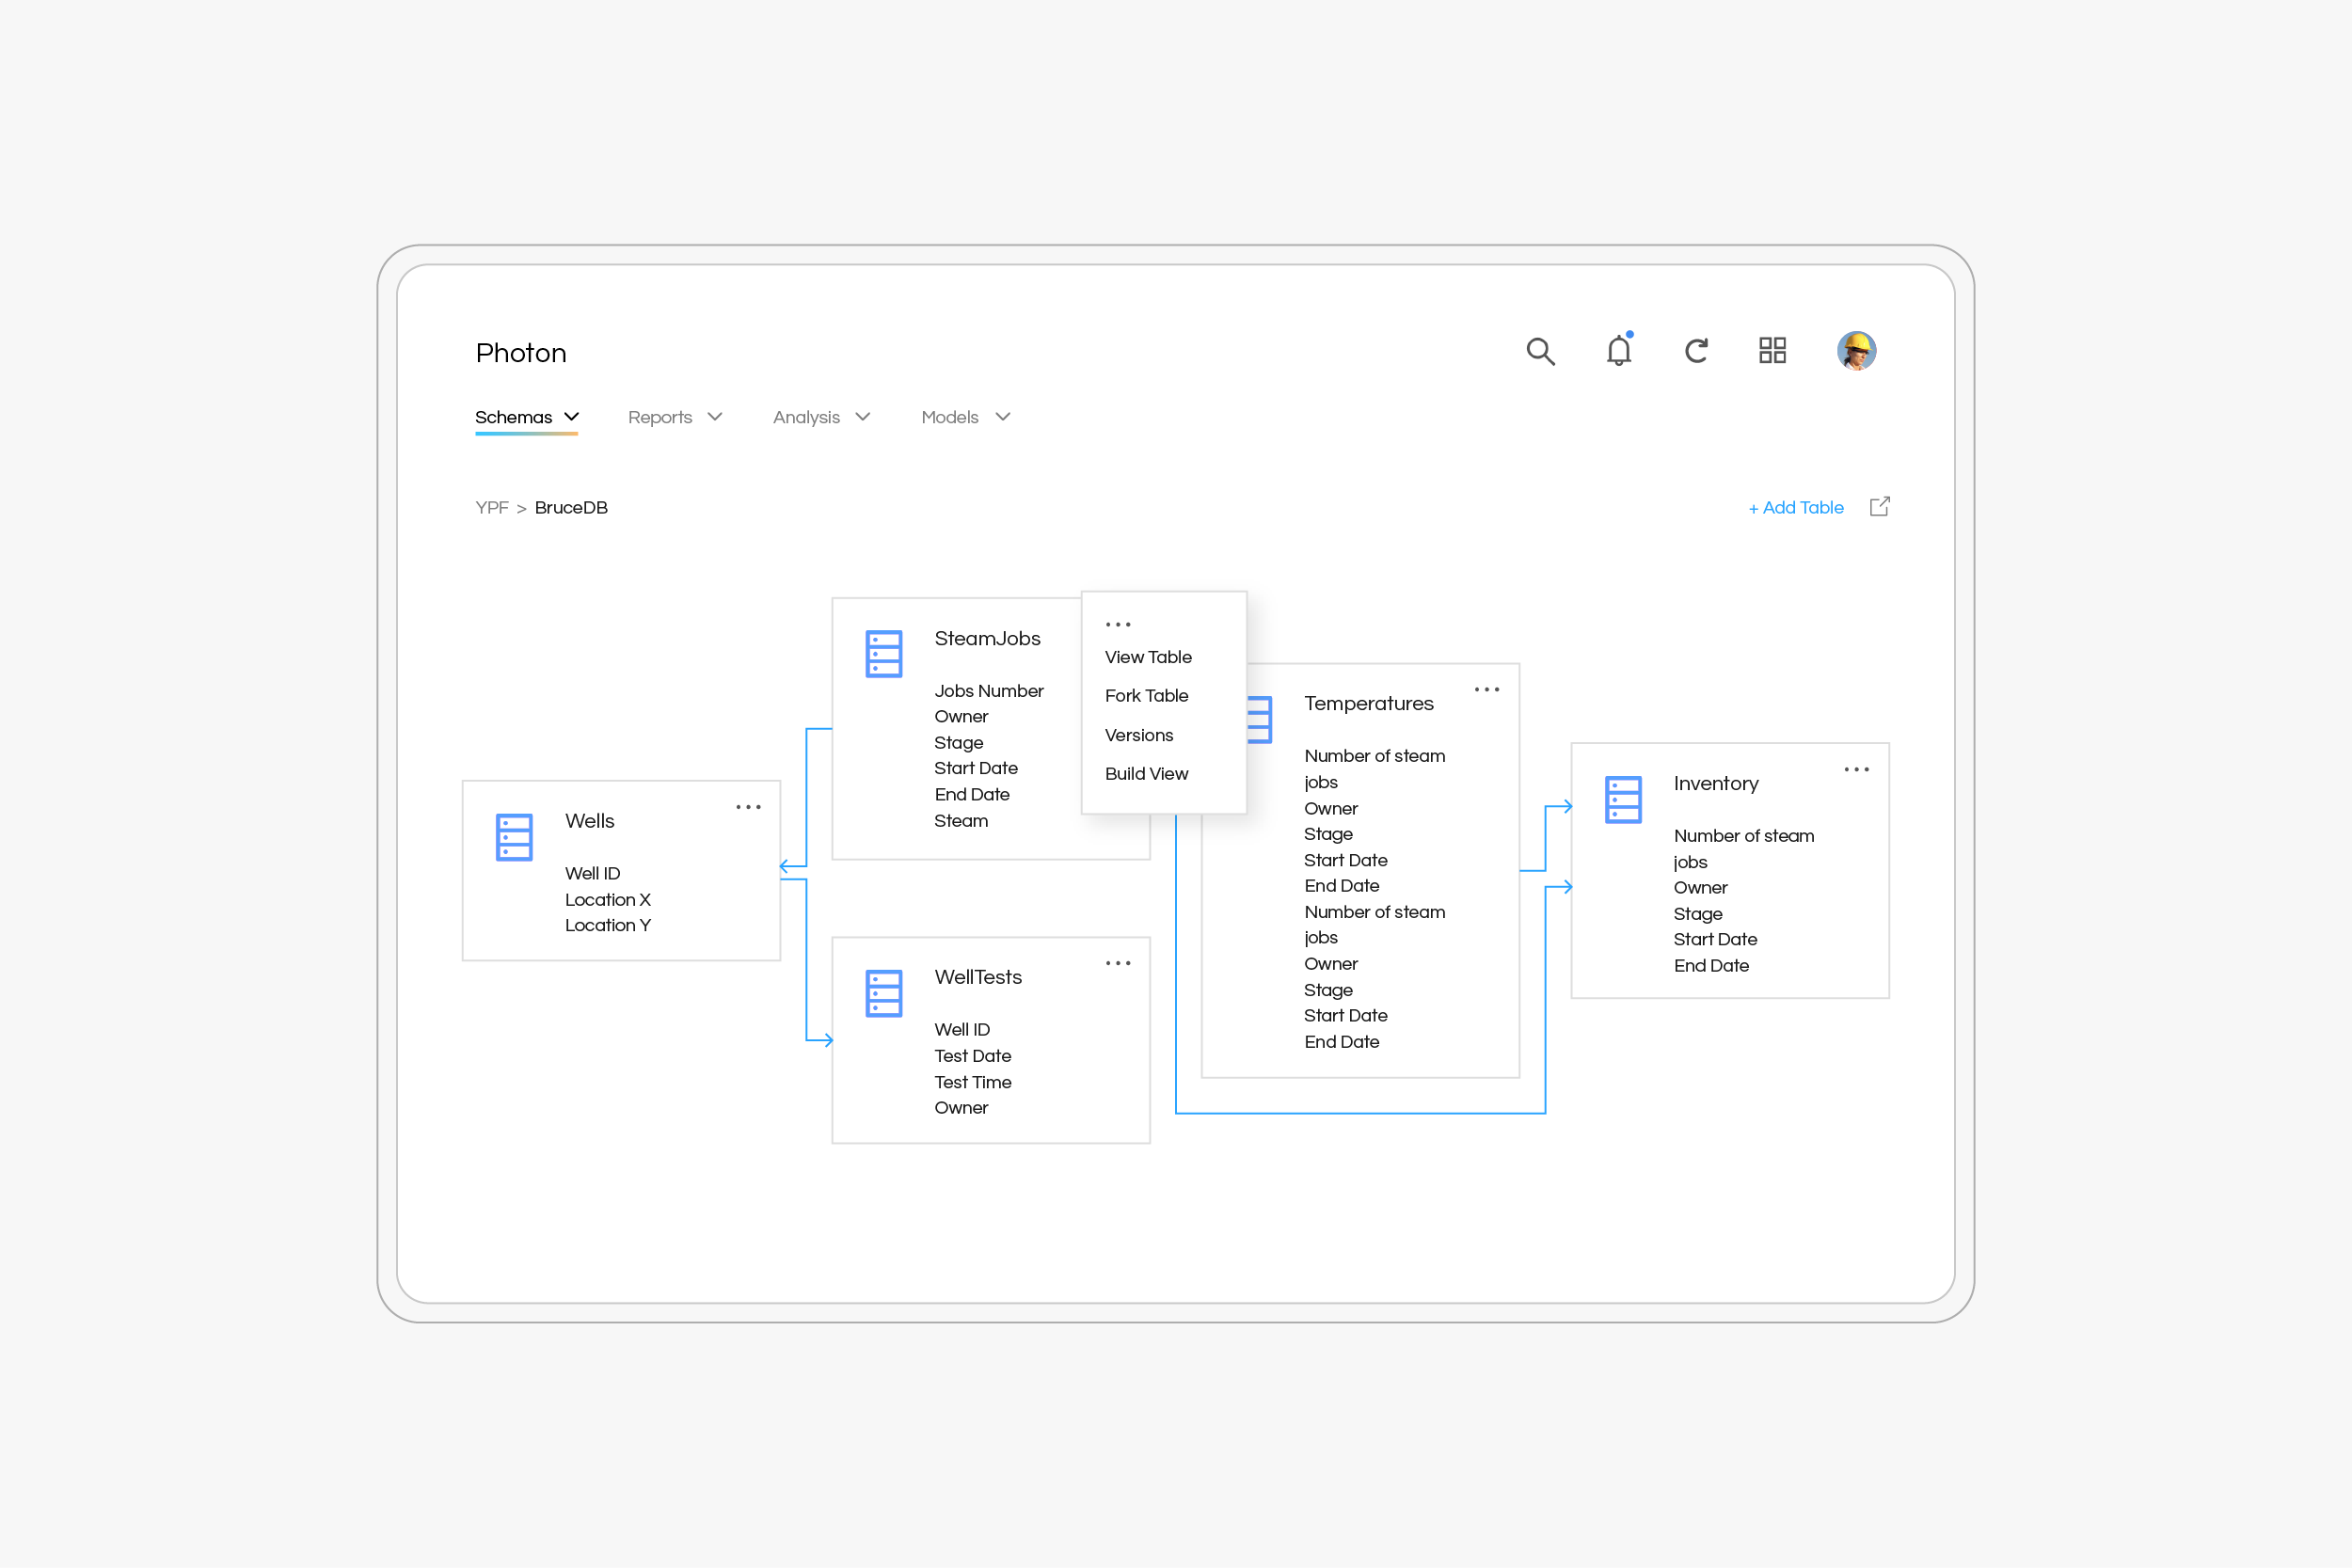 Photon
Schemas
Reports
Analysis
Models
YPF > BruceDB
+ Add Table
Wells
Well ID
Location X
Location Y
SteamJobs
Jobs Number
Owner
Stage
Start Date
End Date
Steam
View Table
Fork Table
Versions
Build View
WellTests
Well ID
Test Date
Test Time
Owner
Temperatures
Number of steam
jobs
Owner
Stage
Start Date
End Date
Number of steam
jobs
Owner
Stage
Start Date
End Date
Inventory
Number of steam
jobs
Owner
Stage
Start Date
End Date